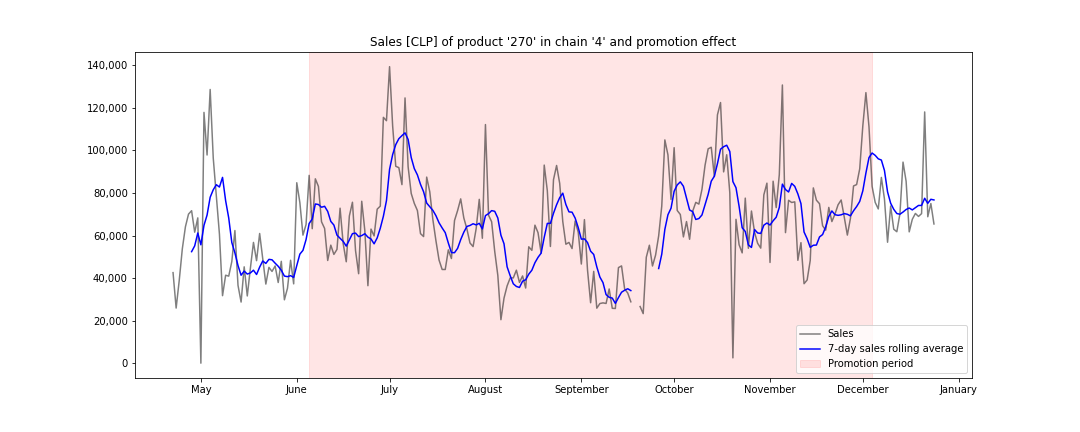 Sales [CLP] of product '270' in chain '4' and promotion effect
140,000
120,000
100,000
80,000
60,000
40,000
20,000
0
May June July August September October November December January
Sales
7-day sales rolling average
Promotion period